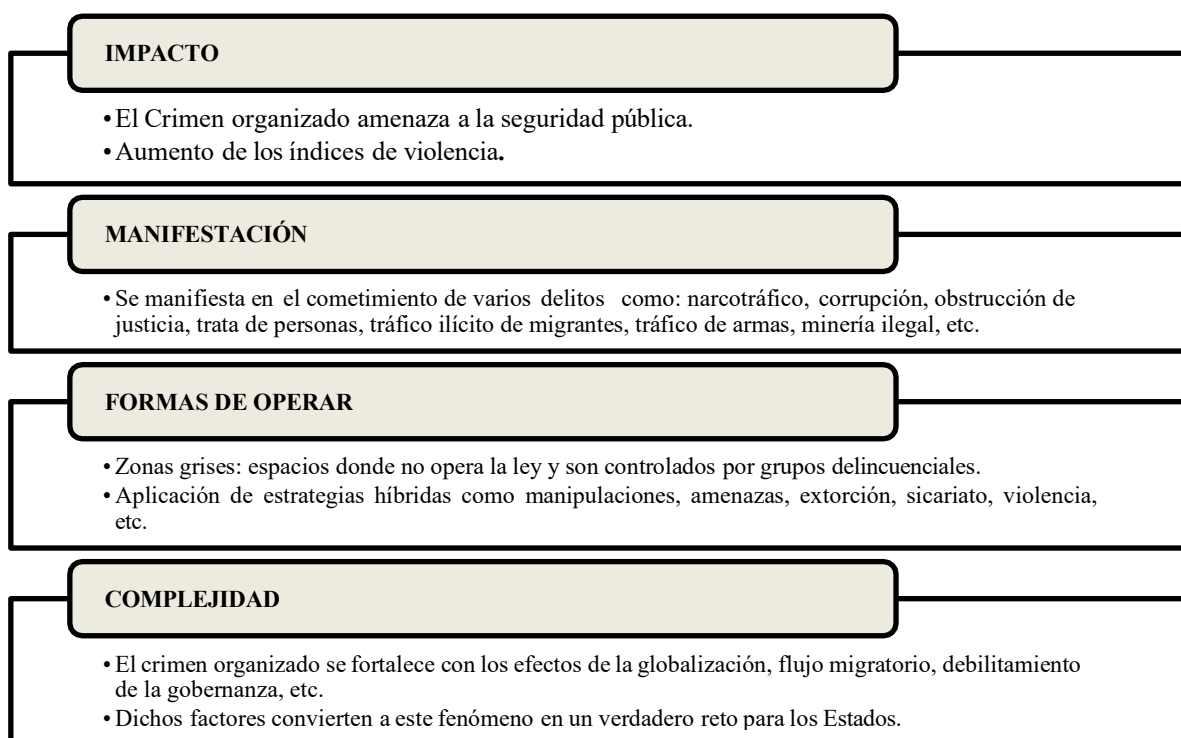 IMPACTO
•El Crimen organizado amenaza a la seguridad pública.
•Aumento de los índices de violencia.
MANIFESTACIÓN
•Se manifiesta en el cometimiento de varios delitos como: narcotráfico, corrupción, obstrucción de
justicia, trata de personas, tráfico ilícito de migrantes, tráfico de armas, minería ilegal, etc.
FORMAS DE OPERAR
•Zonas grises: espacios donde no opera la ley y son controlados por grupos delincuenciales.
•Aplicación de estrategias híbridas como manipulaciones, amenazas, extorción, sicariato, violencia,
etc.
COMPLEJIDAD
•El crimen organizado se fortalece con los efectos de la globalización, flujo migratorio, debilitamiento
de la gobernanza, etc.
•Dichos factores convierten a este fenómeno en un verdadero reto para los Estados.